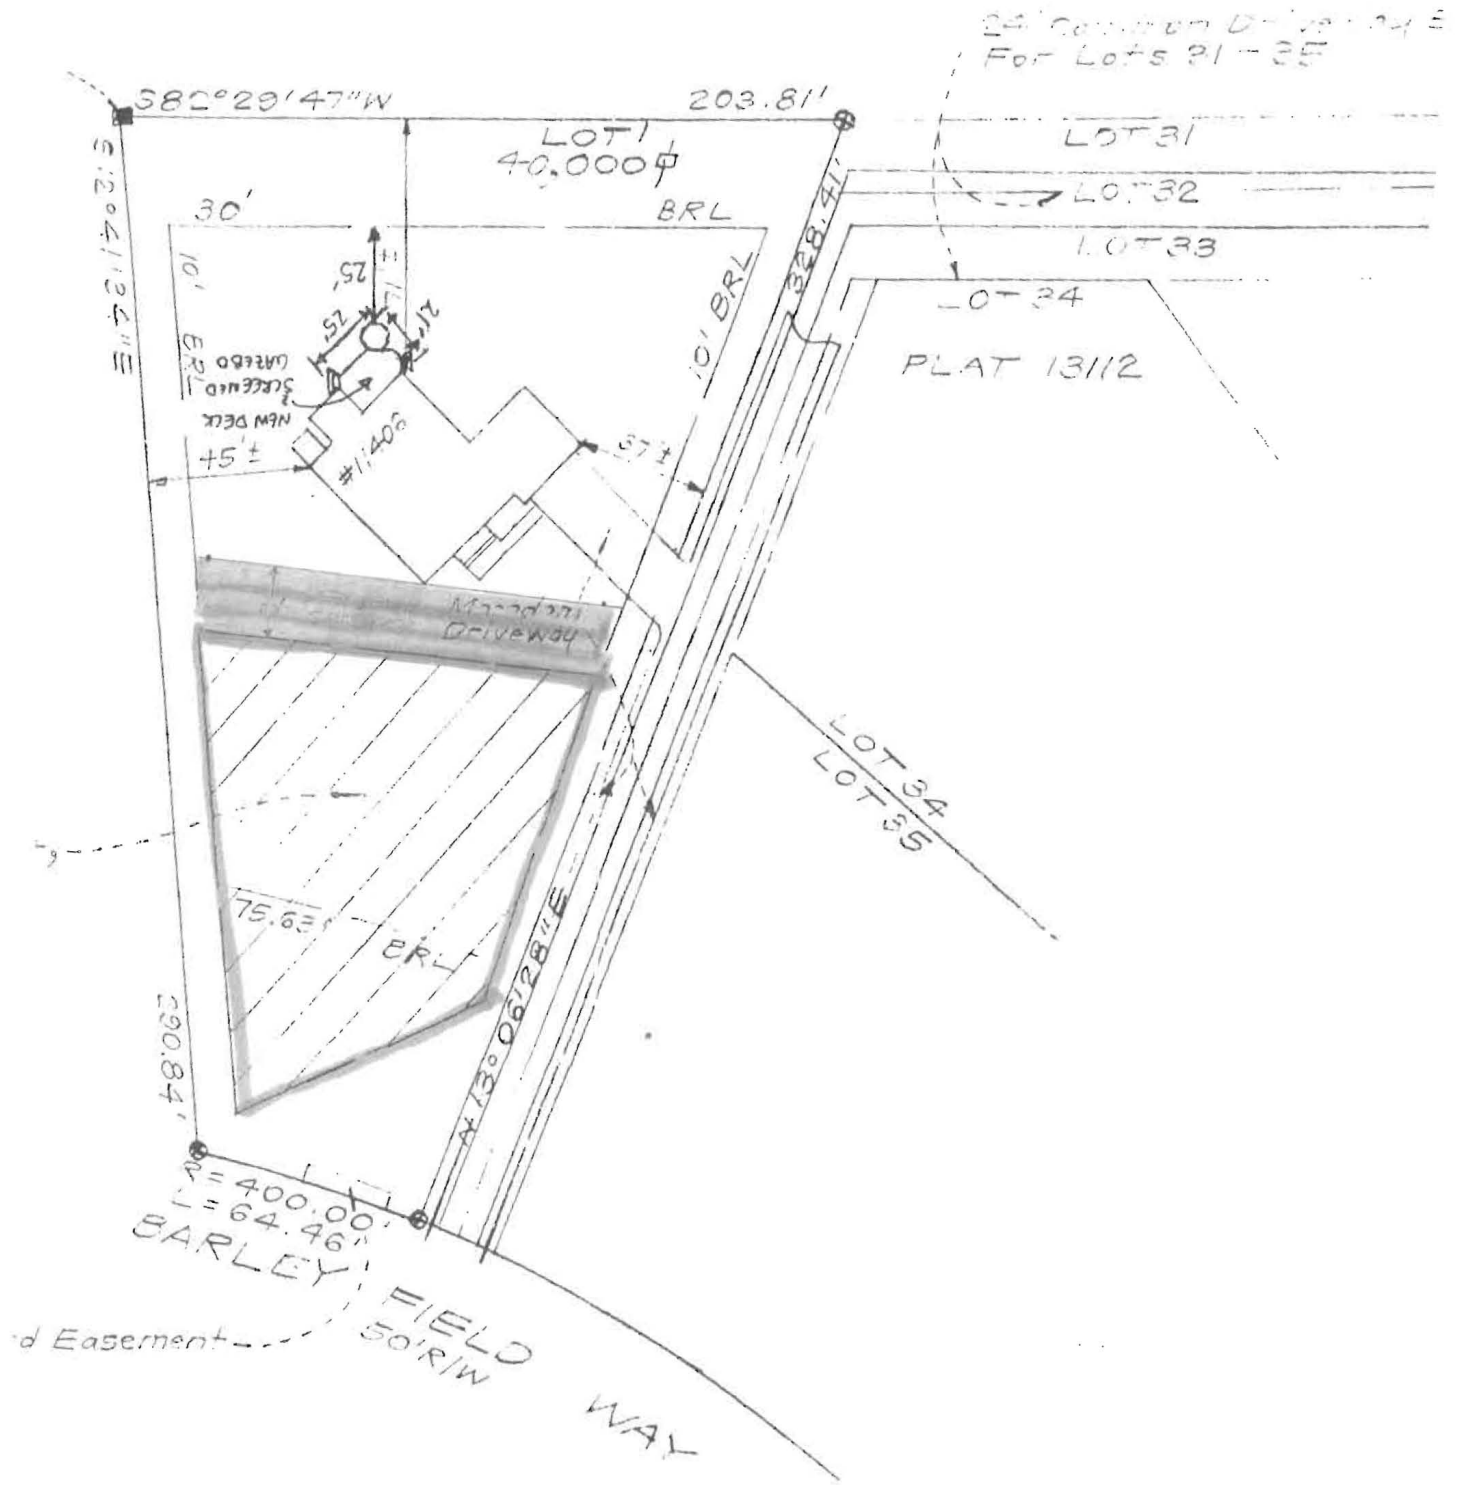 For Lots 31-35
S82°29'47"W
203.81'
LOT 1
40,000
LOT 31
LOT 32
LOT 33
LOT 34
PLAT 13112
30'
BRL
328.41'
10'
BRL
10' BRL
25'
25'
21'
NEW DECK
SCREENED
GAZEBO
#11406
45'±
37'±
Driveway
LOT 34
LOT 35
75.63
BRL
N 13° 06' 28" E
290.84'
R=400.00'
L=64.46'
BARLEY FIELD WAY
50' R/W
Easement